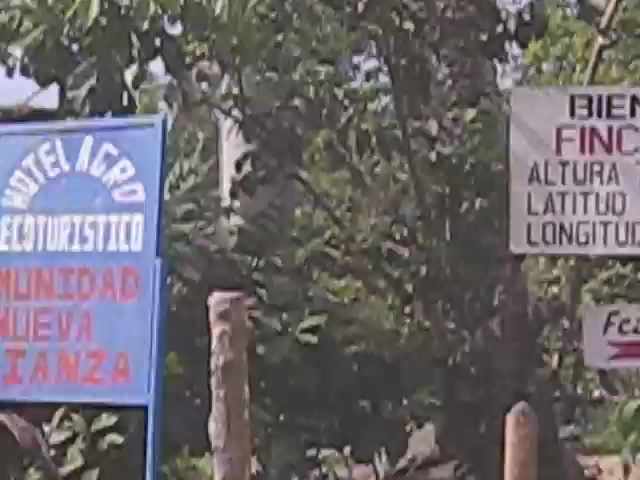 HOTEL AGRO
ECOTURISTICO
MUNIDAD
NUEVA
IANZA
BIEN
FINC
ALTURA
LATITUD
LONGITUD